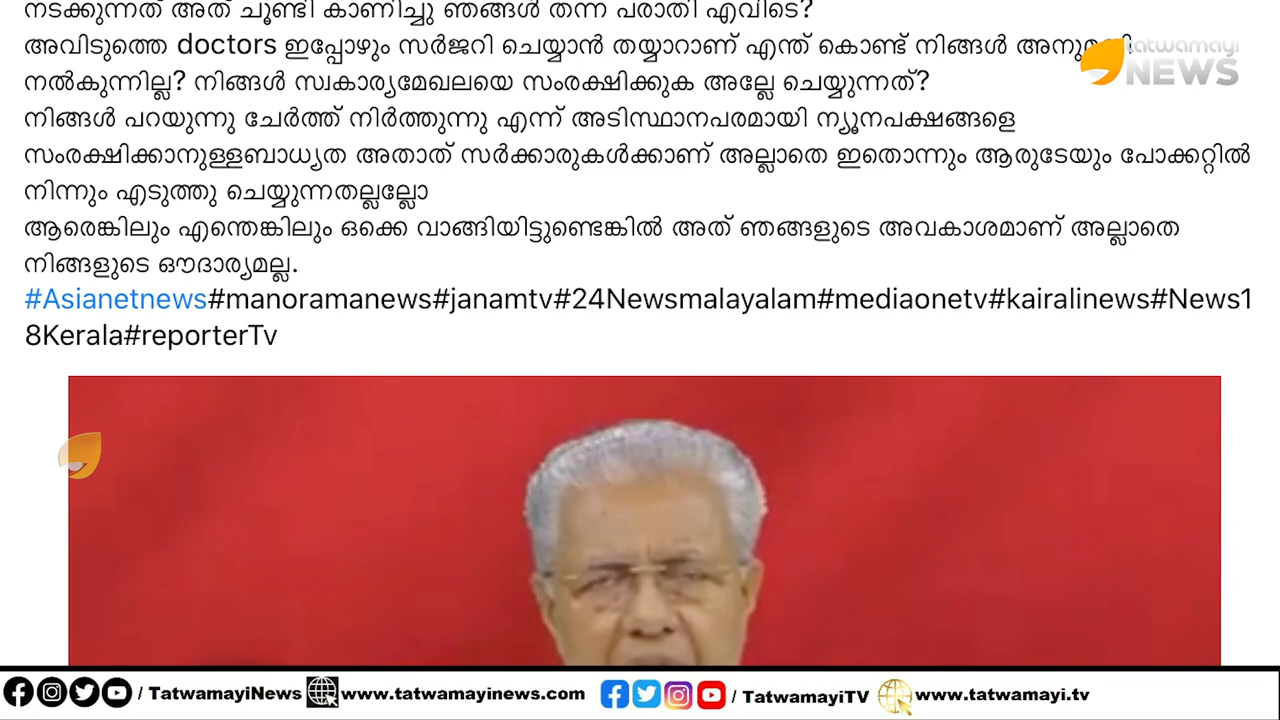 നടക്കുന്നത് അത് ചൂണ്ടി കാണിച്ചു ഞങ്ങൾ തന്ന പരാതി എവിടെ?
അവിടുത്തെ doctors ഇപ്പോഴും സർജറി ചെയ്യാൻ തയ്യാറാണ് എന്ത് കൊണ്ട് നിങ്ങൾ
നൽകുന്നില്ല? നിങ്ങൾ സ്വകാര്യമേഖലയെ സംരക്ഷിക്കുക അല്ലേ ചെയ്യുന്നത്?
നിങ്ങൾ പറയുന്നു ചേർത്ത് നിർത്തുന്നു എന്ന് അടിസ്ഥാനപരമായി ന്യൂനപക്ഷങ്ങളെ
സംരക്ഷിക്കാനുള്ളബാധ്യത അതാത് സർക്കാരുകൾക്കാണ് അല്ലാതെ ഇതൊന്നും ആരുടേയും പോക്കറ്റിൽ
നിന്നും എടുത്തു ചെയ്യുന്നതല്ലല്ലോ
ആരെങ്കിലും എന്തെങ്കിലും ഒക്കെ വാങ്ങിയിട്ടുണ്ടെങ്കിൽ അത് ഞങ്ങളുടെ അവകാശമാണ് അല്ലാതെ
നിങ്ങളുടെ ഔദാര്യമല്ല.
#Asianetnews#manoramanews#janamtv#24Newsmalayalam#mediaonetv#kairalinews#News1
8Kerala#reporterTv
tatwamayi
NEWS
/ TatwamayiNews www.tatwamayinews.com / TatwamayiTV www.tatwamayi.tv